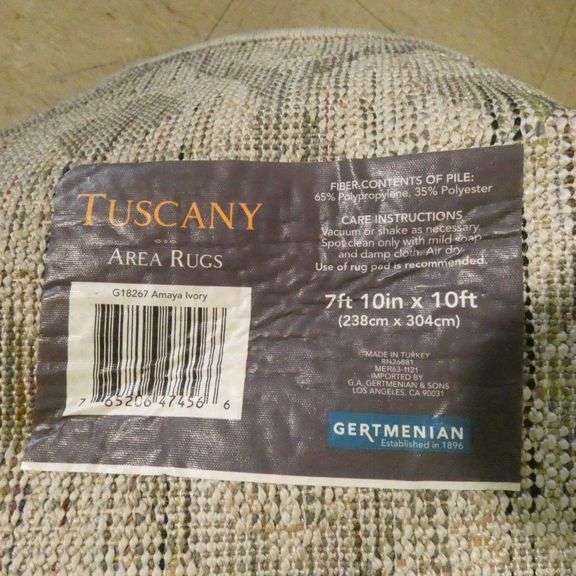 TUSCANY
AREA RUGS
G18267 Amaya Ivory
7 65206 47456 6
FIBER CONTENTS OF PILE:
65% Polypropylene, 35% Polyester
CARE INSTRUCTIONS
Vacuum or shake as necessary
Spot clean only with mild soap
and damp cloth. Air dry.
Use of rug pad is recommended.
7ft 10in x 10ft
(238cm x 304cm)
MADE IN TURKEY
RN26881
MER63-1121
IMPORTED BY
G.A. GERTMENIAN & SONS
LOS ANGELES, CA 90031
GERTMENIAN
Established in 1896